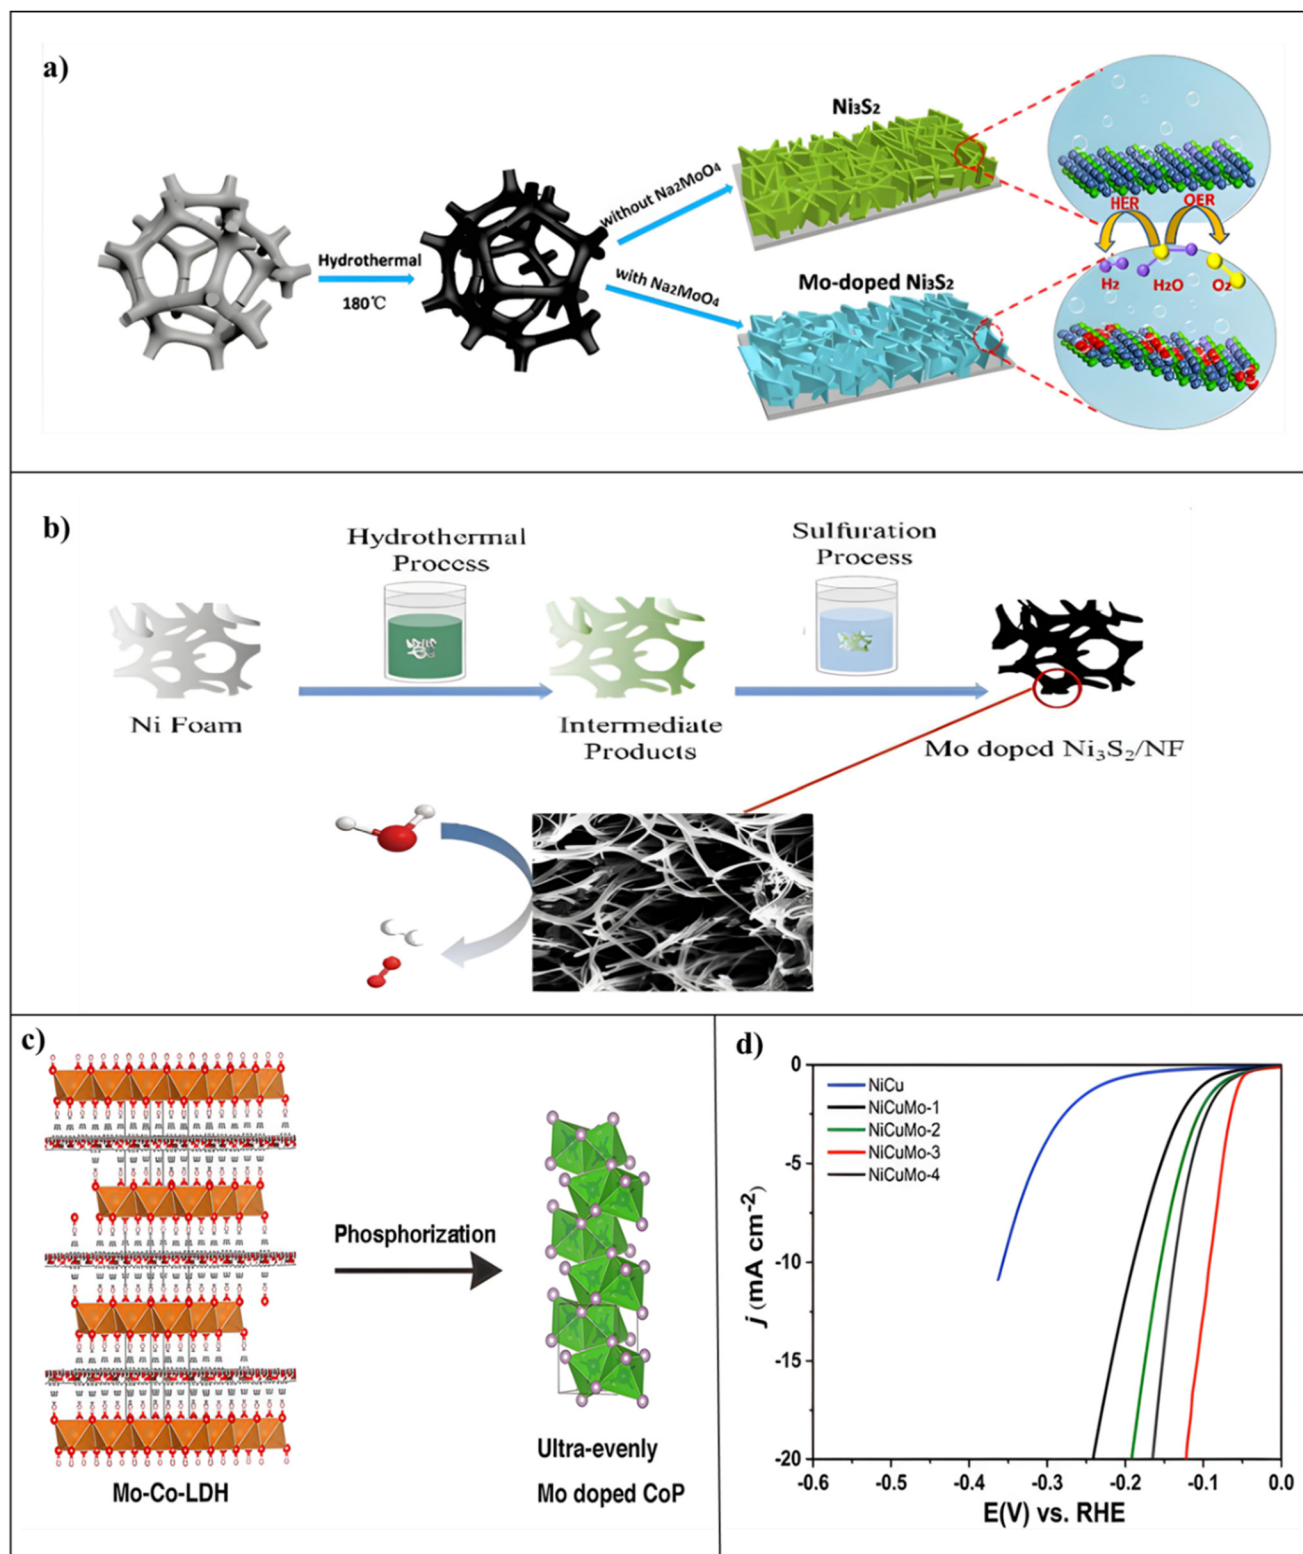 a)
Ni3S2
without Na2MoO4
Hydrothermal
180℃
with Na2MoO4
Mo-doped Ni3S2
HER
OER
H2
H2O
O2
b)
Hydrothermal
Process
Sulfuration
Process
Ni Foam
Intermediate
Products
Mo doped Ni3S2/NF
c)
Phosphorization
Mo-Co-LDH
Ultra-evenly
Mo doped CoP
d)
NiCu
NiCuMo-1
NiCuMo-2
NiCuMo-3
NiCuMo-4
0
-5
-10
-15
-20
j (mA cm-2)
-0.6
-0.5
-0.4
-0.3
-0.2
-0.1
0.0
E(V) vs. RHE